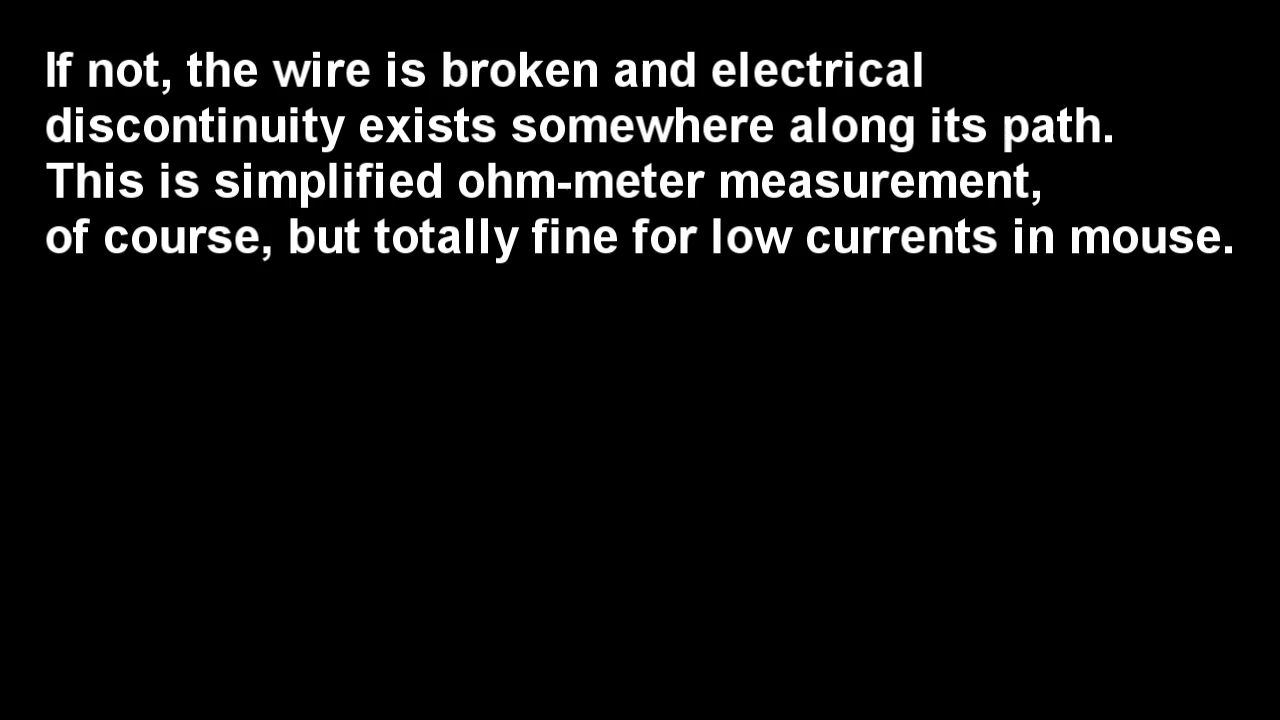 If not, the wire is broken and electrical
discontinuity exists somewhere along its path.
This is simplified ohm-meter measurement,
of course, but totally fine for low currents in mouse.